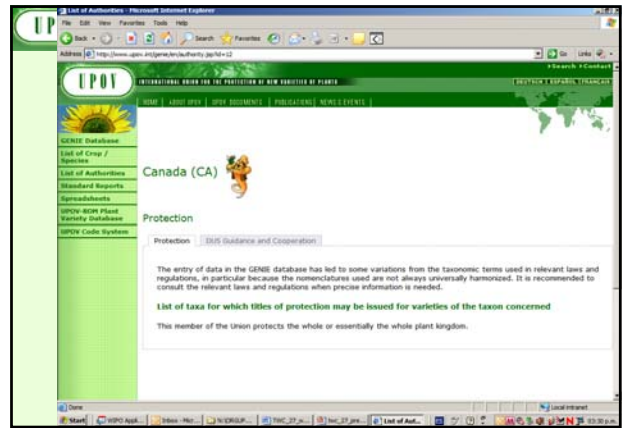 UP
List of Authorities - Microsoft Internet Explorer
File Edit View Favorites Tools Help
Back Search Favorites
Address http://www.upov.int/genie/en/authority.jsp?id=12 Go Links
Search Contact
UPOV
INTERNATIONAL UNION FOR THE PROTECTION OF NEW VARIETIES OF PLANTS
DEUTSCH | ESPAÑOL | FRANÇAIS
HOME | ABOUT UPOV | UPOV DOCUMENTS | PUBLICATIONS | NEWS & EVENTS |
GENIE Database
List of Crop /
Species
List of Authorities
Standard Reports
Spreadsheets
UPOV-ROM Plant
Variety Database
UPOV Code System
Canada (CA)
Protection
Protection DUS Guidance and Cooperation
The entry of data in the GENIE database has led to some variations from the taxonomic terms used in relevant laws and
regulations, in particular because the nomenclatures used are not always universally harmonized. It is recommended to
consult the relevant laws and regulations when precise information is needed.
List of taxa for which titles of protection may be issued for varieties of the taxon concerned
This member of the Union protects the whole or essentially the whole plant kingdom.
Done Local intranet
Start WIPO Appl... Inbox - Micr... TWC_27_p... List of Aut... 03:30 p.m.